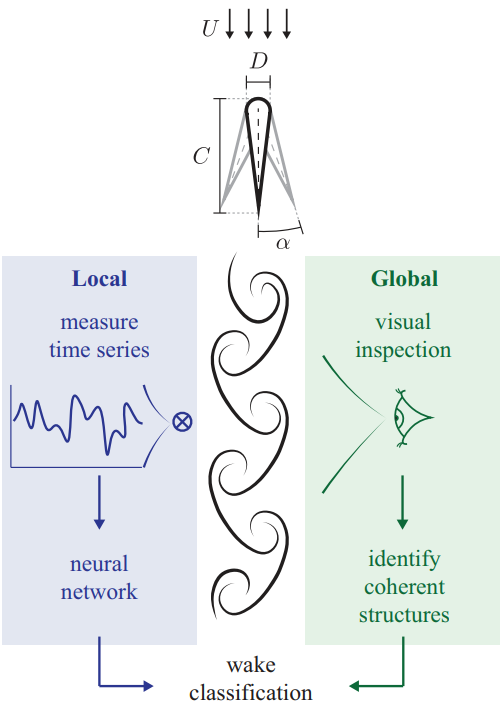 U
D
C
α
Local
measure
time series
neural
network
Global
visual
inspection
identify
coherent
structures
wake
classification